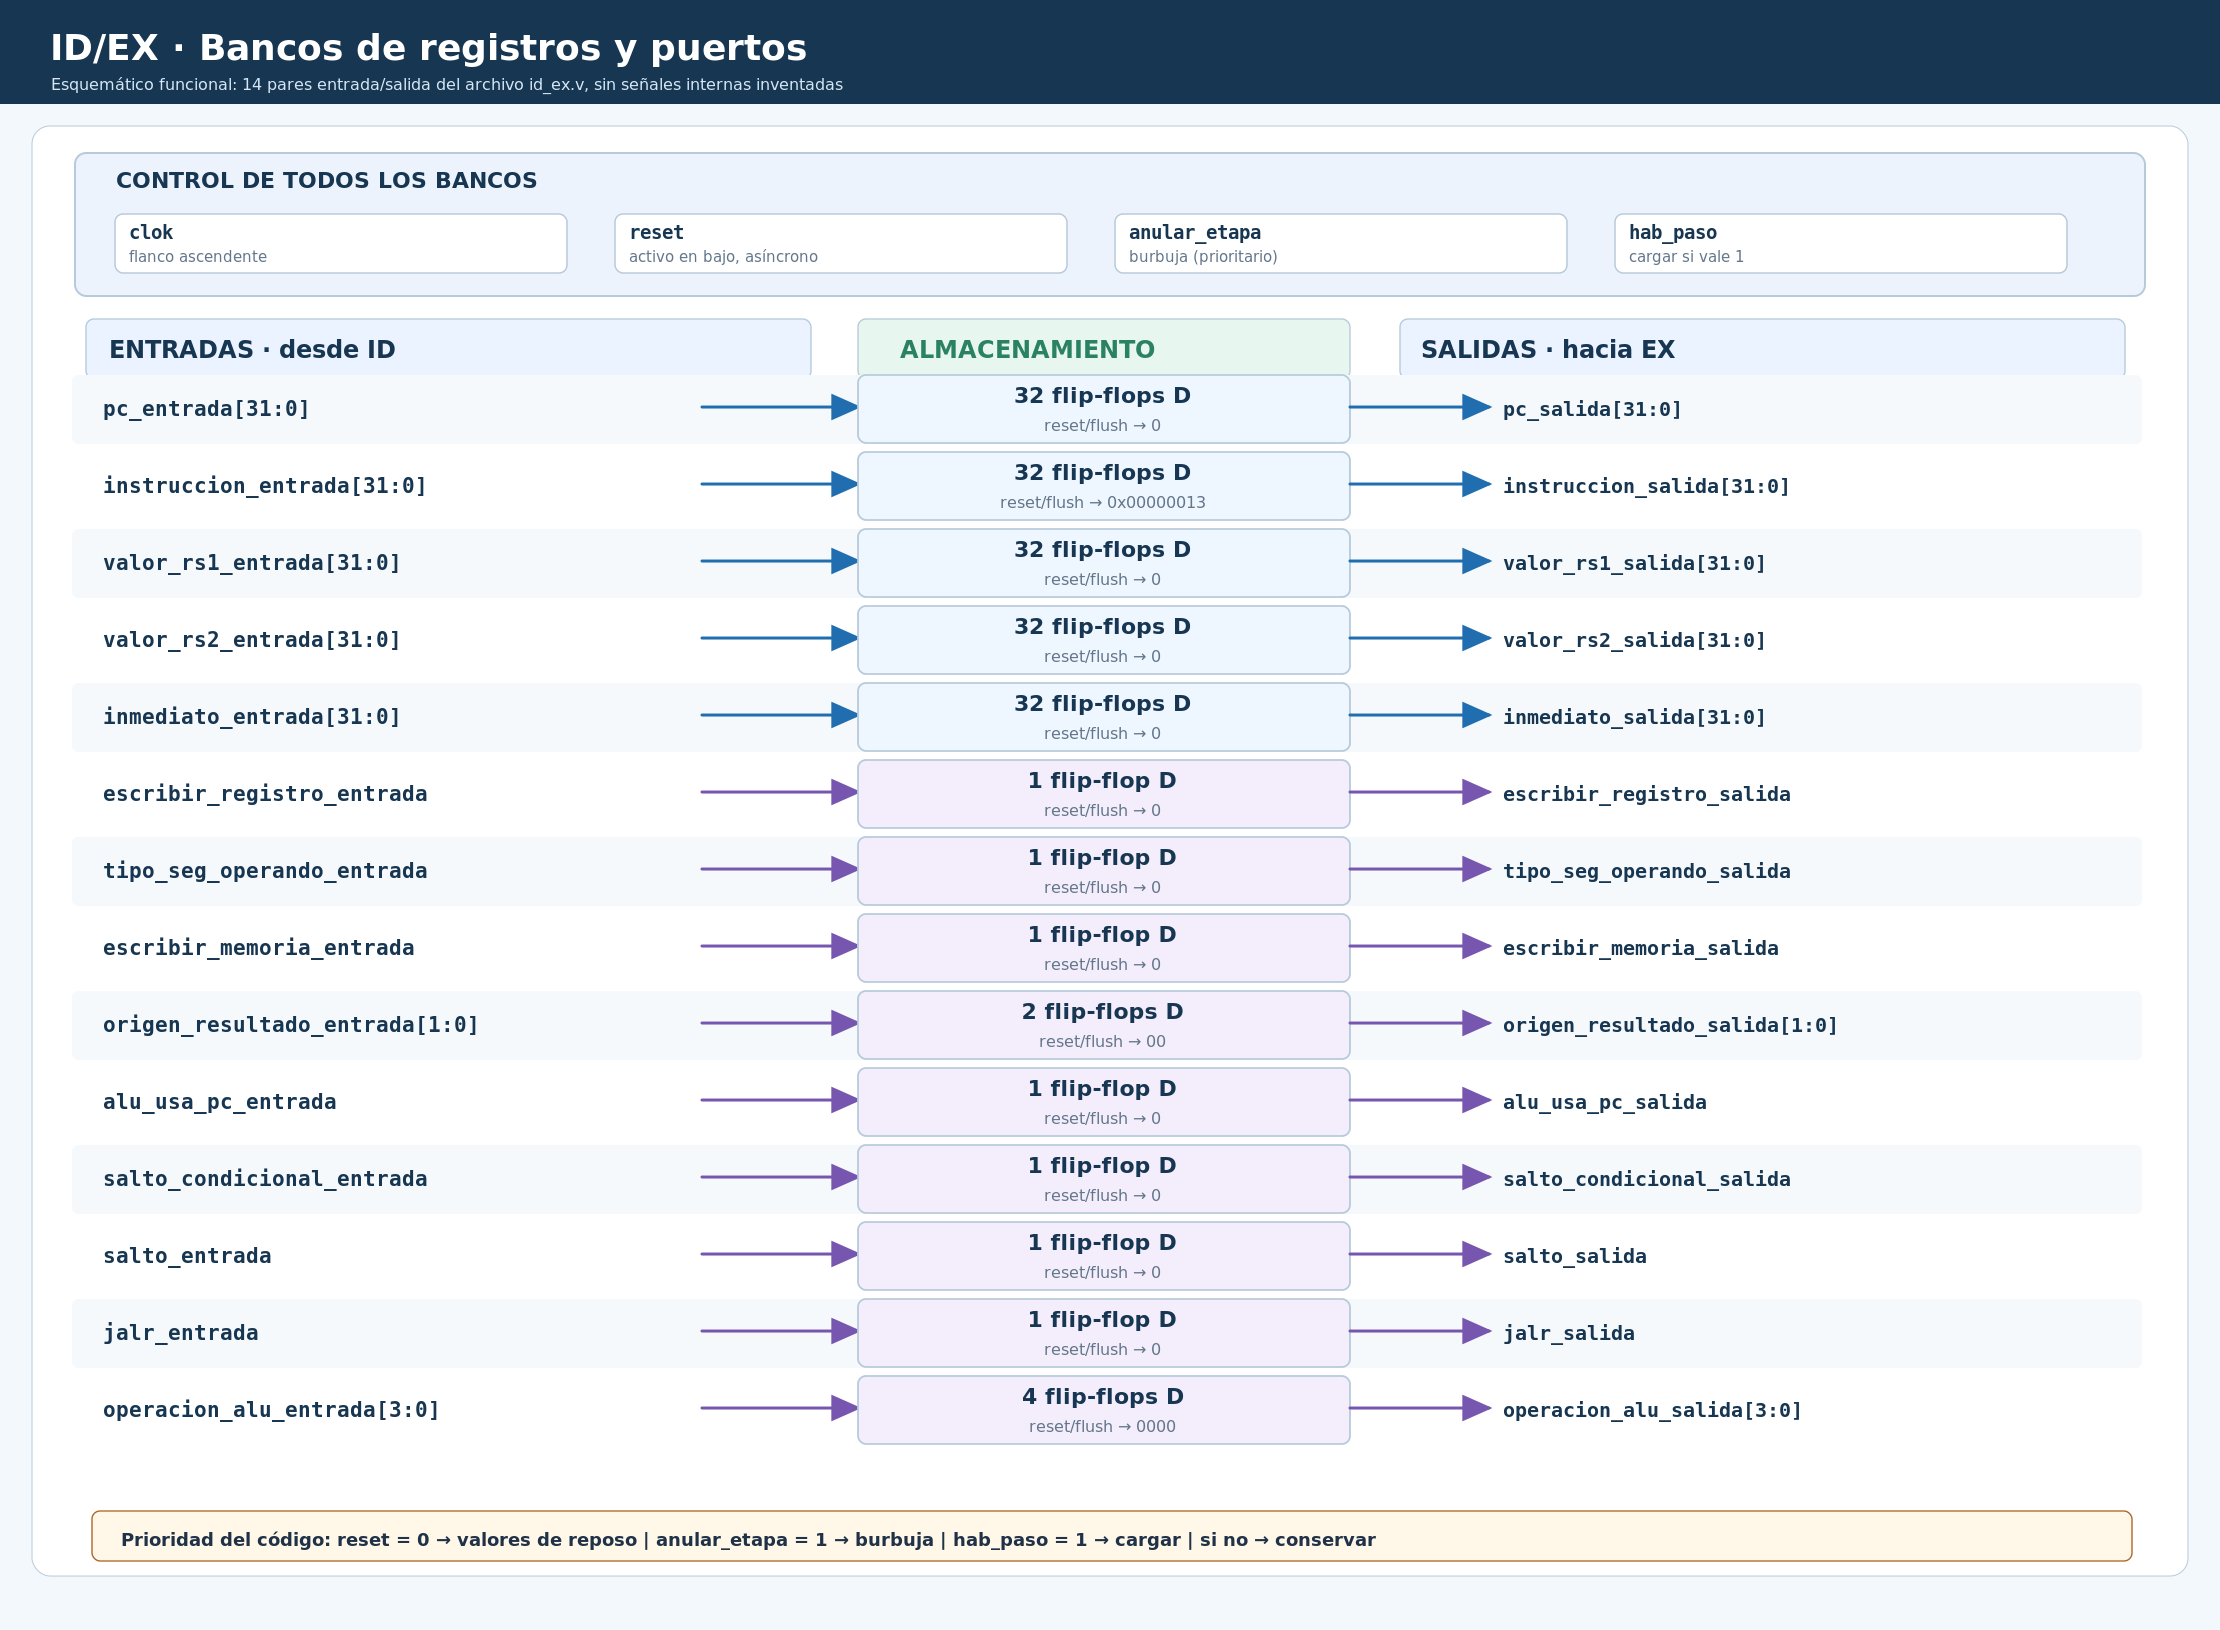 ID/EX · Bancos de registros y puertos
Esquemático funcional: 14 pares entrada/salida del archivo id_ex.v, sin señales internas inventadas
CONTROL DE TODOS LOS BANCOS
clok
flanco ascendente
reset
activo en bajo, asíncrono
anular_etapa
burbuja (prioritario)
hab_paso
cargar si vale 1
ENTRADAS · desde ID
ALMACENAMIENTO
SALIDAS · hacia EX
pc_entrada[31:0]
32 flip-flops D
reset/flush → 0
pc_salida[31:0]
instruccion_entrada[31:0]
32 flip-flops D
reset/flush → 0x00000013
instruccion_salida[31:0]
valor_rs1_entrada[31:0]
32 flip-flops D
reset/flush → 0
valor_rs1_salida[31:0]
valor_rs2_entrada[31:0]
32 flip-flops D
reset/flush → 0
valor_rs2_salida[31:0]
inmediato_entrada[31:0]
32 flip-flops D
reset/flush → 0
inmediato_salida[31:0]
escribir_registro_entrada
1 flip-flop D
reset/flush → 0
escribir_registro_salida
tipo_seg_operando_entrada
1 flip-flop D
reset/flush → 0
tipo_seg_operando_salida
escribir_memoria_entrada
1 flip-flop D
reset/flush → 0
escribir_memoria_salida
origen_resultado_entrada[1:0]
2 flip-flops D
reset/flush → 00
origen_resultado_salida[1:0]
alu_usa_pc_entrada
1 flip-flop D
reset/flush → 0
alu_usa_pc_salida
salto_condicional_entrada
1 flip-flop D
reset/flush → 0
salto_condicional_salida
salto_entrada
1 flip-flop D
reset/flush → 0
salto_salida
jalr_entrada
1 flip-flop D
reset/flush → 0
jalr_salida
operacion_alu_entrada[3:0]
4 flip-flops D
reset/flush → 0000
operacion_alu_salida[3:0]
Prioridad del código: reset = 0 → valores de reposo | anular_etapa = 1 → burbuja | hab_paso = 1 → cargar | si no → conservar